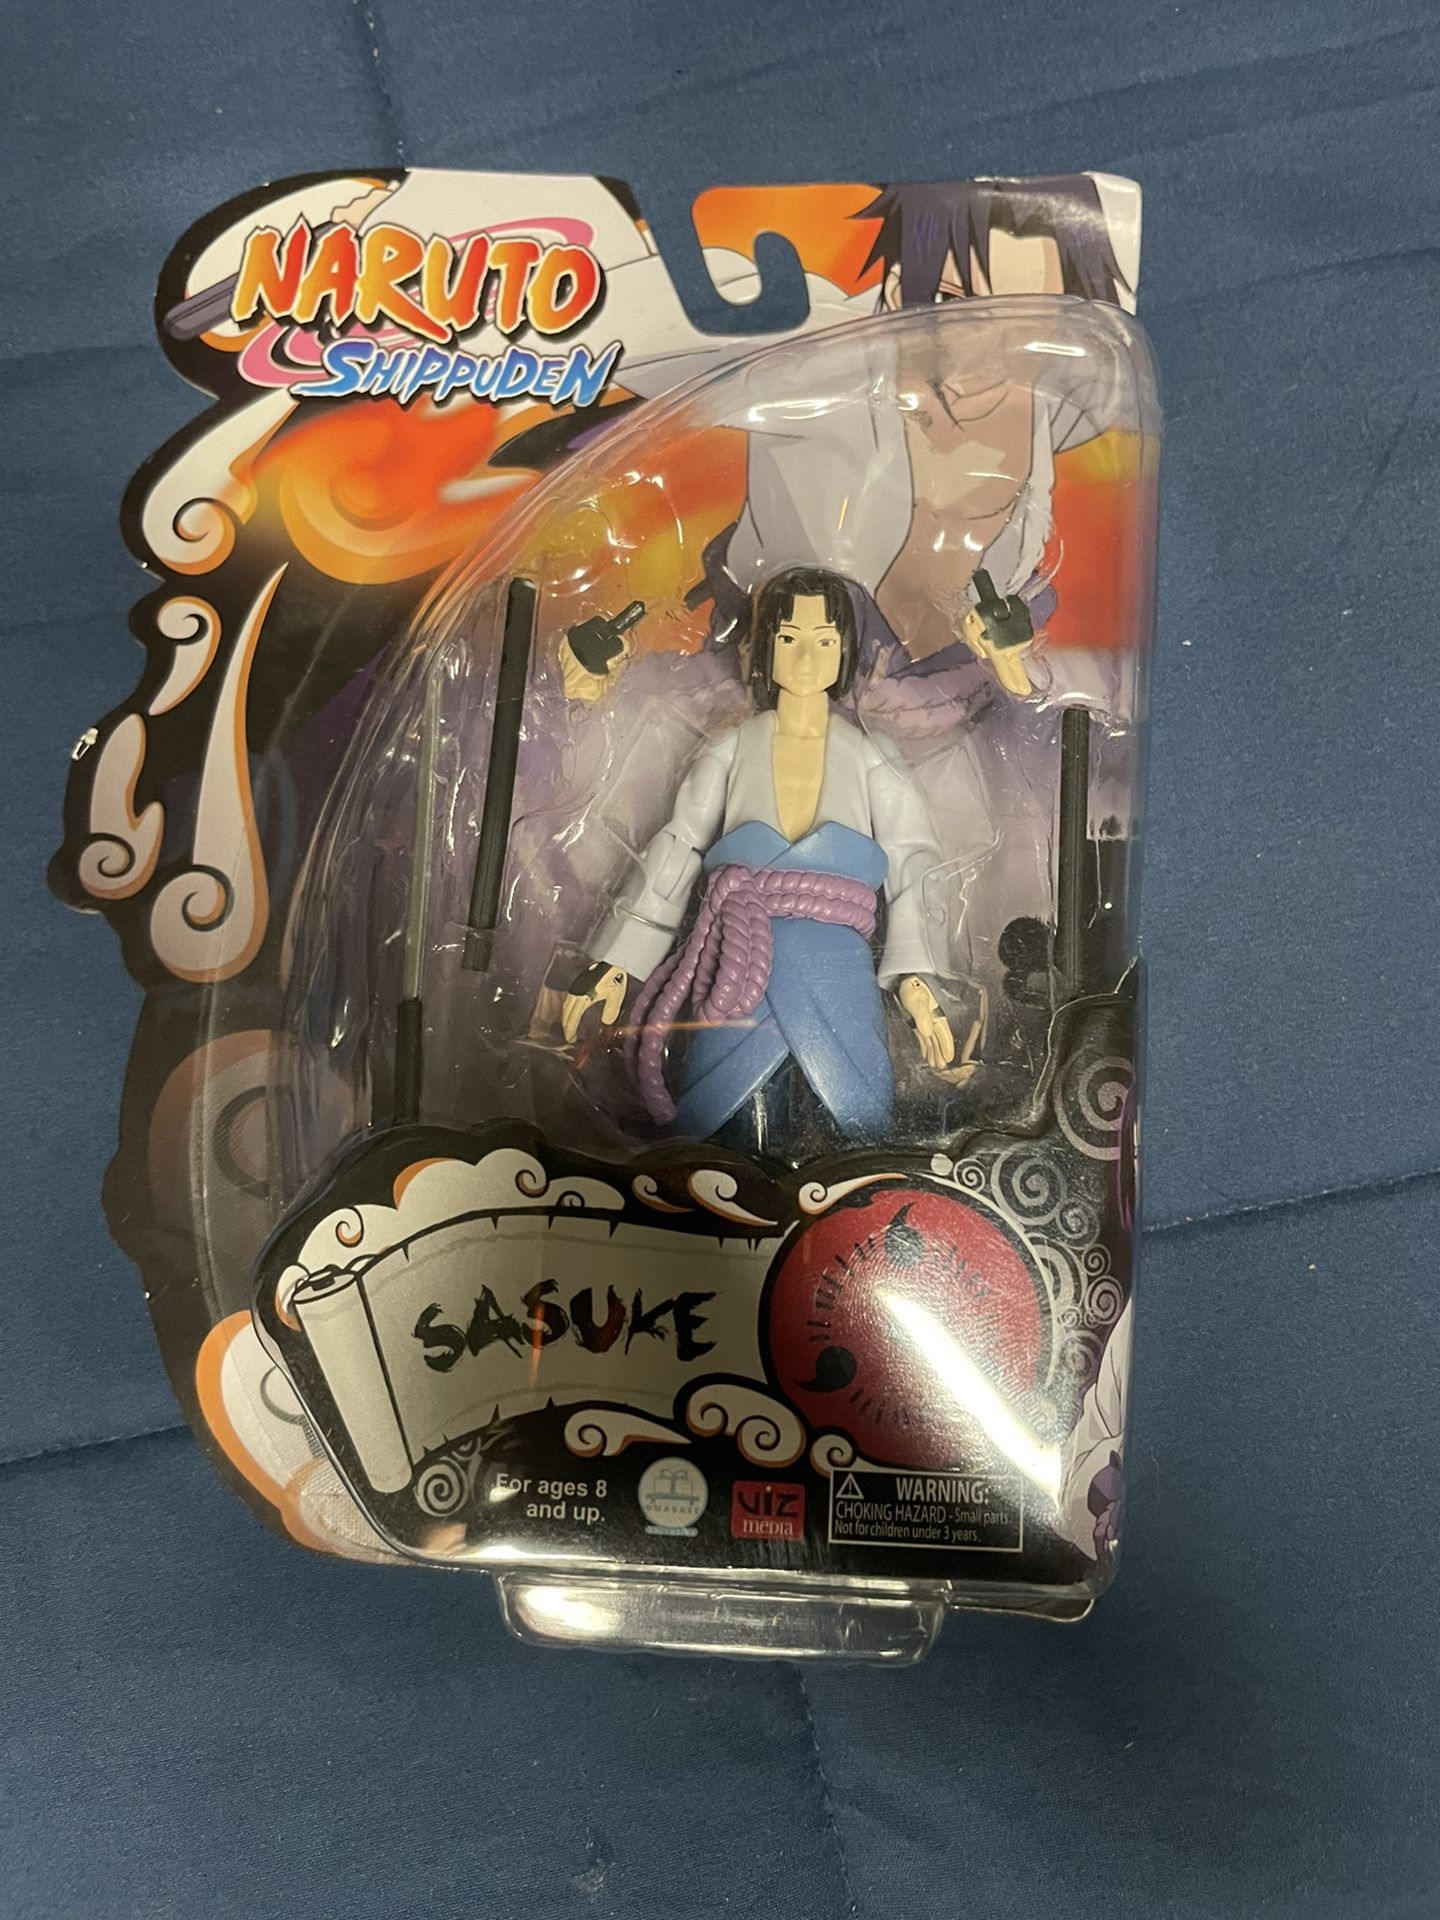 NARUTO
SHIPPUDEN
SASUKE
For ages 8
and up.
VIZ
media
WARNING:
CHOKING HAZARD - Small parts.
Not for children under 3 years.